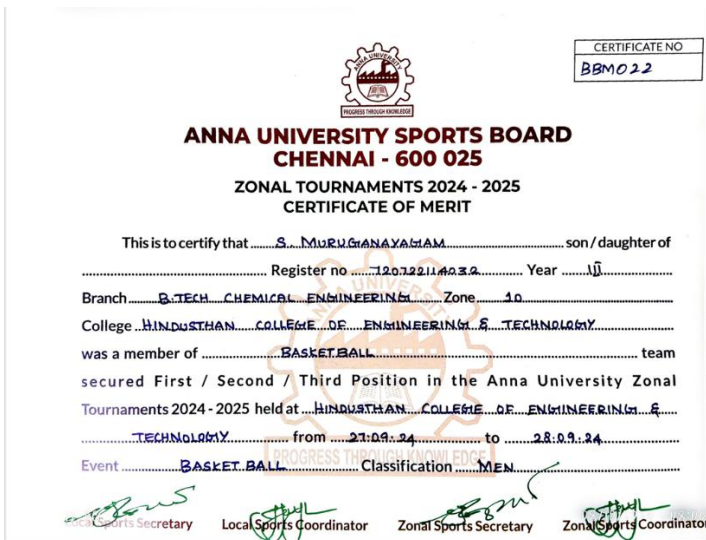 CERTIFICATE NO
BBM022
ANNA UNIVERSITY
PROGRESS THROUGH KNOWLEDGE
ANNA UNIVERSITY SPORTS BOARD
CHENNAI - 600 025
ZONAL TOURNAMENTS 2024 - 2025
CERTIFICATE OF MERIT
This is to certify that S. MURUGANAYAGAM son / daughter of
Register no 720722114032 Year III
Branch B.TECH CHEMICAL ENGINEERING Zone 10
College HINDUSTHAN COLLEGE OF ENGINEERING & TECHNOLOGY
was a member of BASKETBALL team
secured First / Second / Third Position in the Anna University Zonal
Tournaments 2024 - 2025 held at HINDUSTHAN COLLEGE OF ENGINEERING &
TECHNOLOGY from 27.09.24 to 28.09.24
PROGRESS THROUGH KNOWLEDGE
Event BASKET BALL Classification MEN
Local Sports Secretary Local Sports Coordinator Zonal Sports Secretary Zonal Sports Coordinator